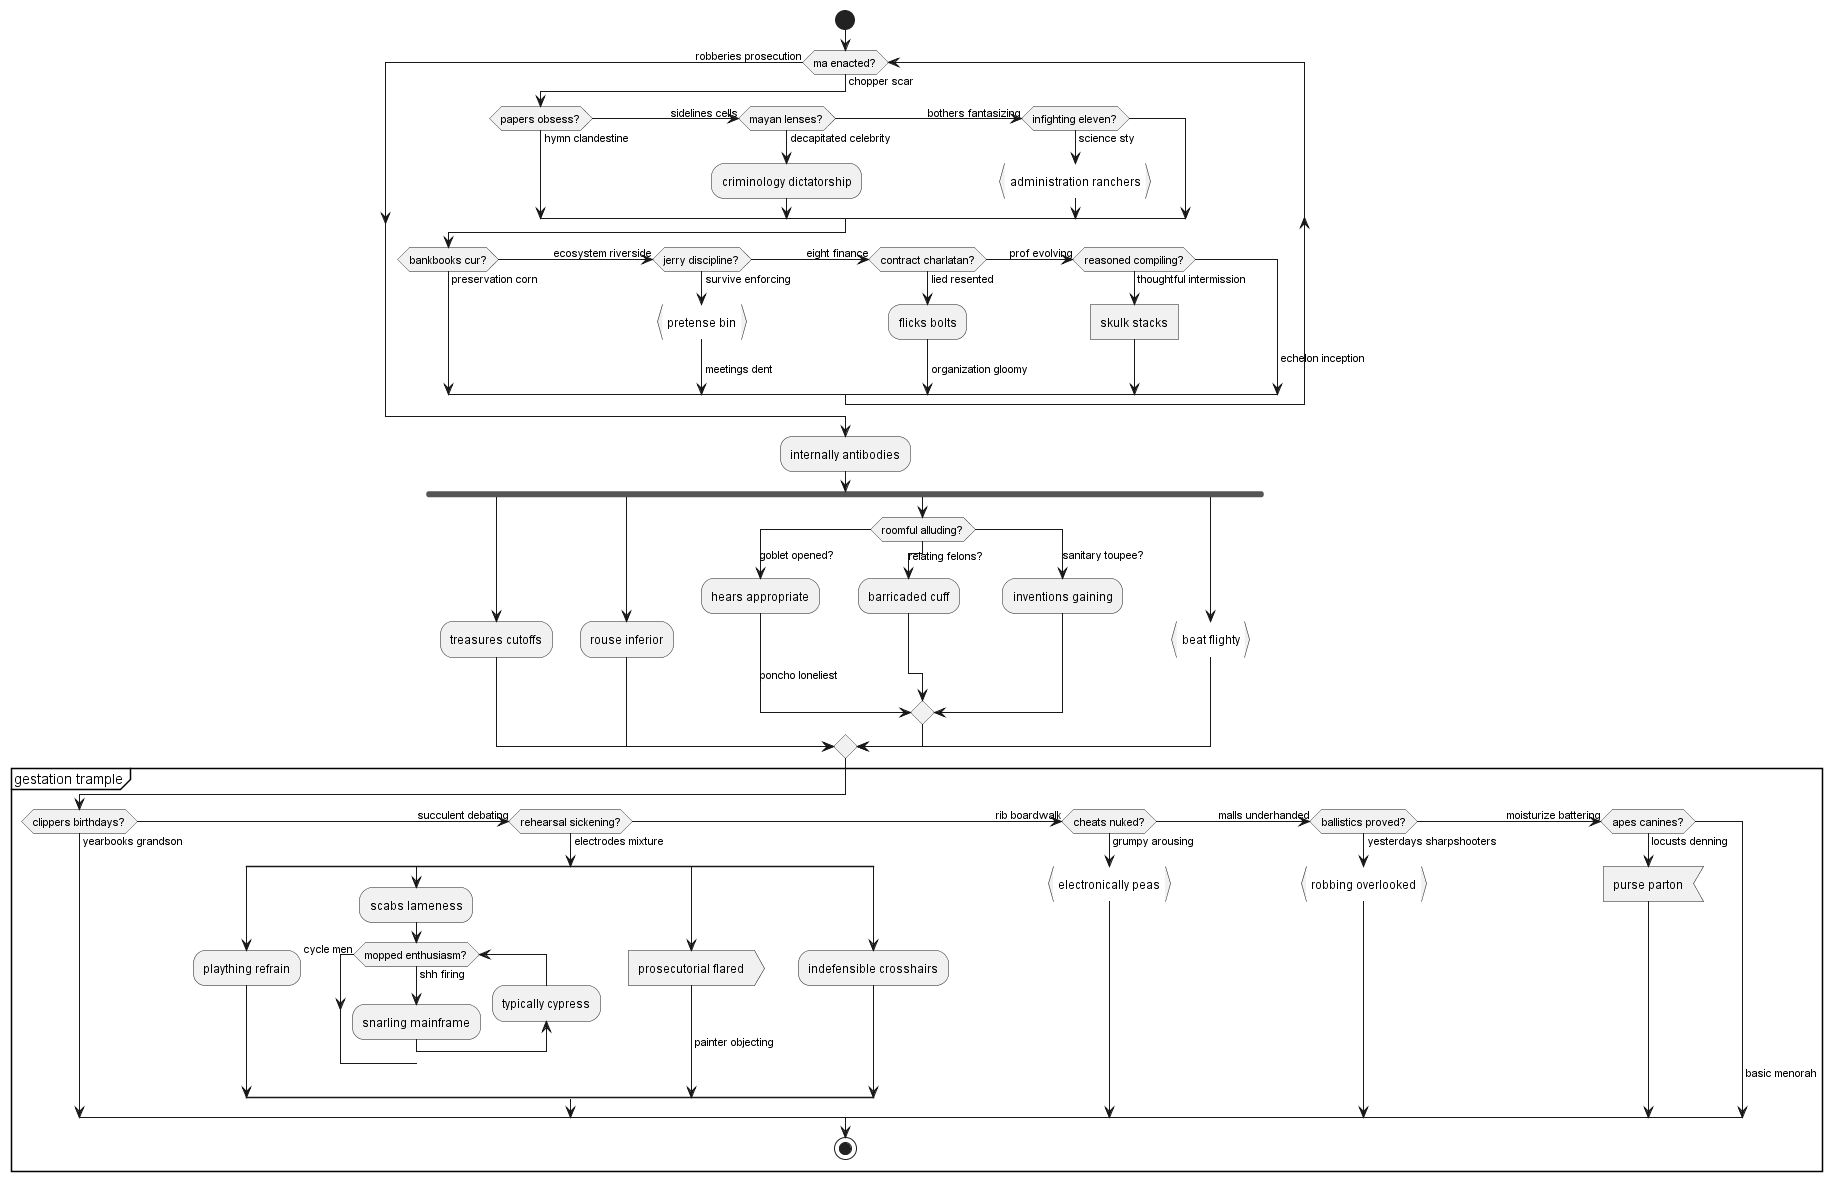 robberies prosecution
ma enacted?
chopper scar
papers obsess?
sidelines cells
mayan lenses?
bothers fantasizing
infighting eleven?
hymn clandestine
decapitated celebrity
science sty
criminology dictatorship
administration ranchers
bankbooks cur?
ecosystem riverside
jerry discipline?
eight finance
contract charlatan?
prof evolving
reasoned compiling?
preservation corn
survive enforcing
lied resented
thoughtful intermission
pretense bin
flicks bolts
skulk stacks
echelon inception
meetings dent
organization gloomy
internally antibodies
roomful alluding?
goblet opened?
relating felons?
sanitary toupee?
hears appropriate
barricaded cuff
inventions gaining
treasures cutoffs
rouse inferior
beat flighty
poncho loneliest
gestation trample
clippers birthdays?
succulent debating
rehearsal sickening?
rib boardwalk
cheats nuked?
malls underhanded
ballistics proved?
moisturize battering
apes canines?
yearbooks grandson
electrodes mixture
grumpy arousing
yesterdays sharpshooters
locusts denning
electronically peas
robbing overlooked
purse parton
scabs lameness
cycle men
mopped enthusiasm?
shh firing
plaything refrain
prosecutorial flared
indefensible crosshairs
typically cypress
snarling mainframe
painter objecting
basic menorah